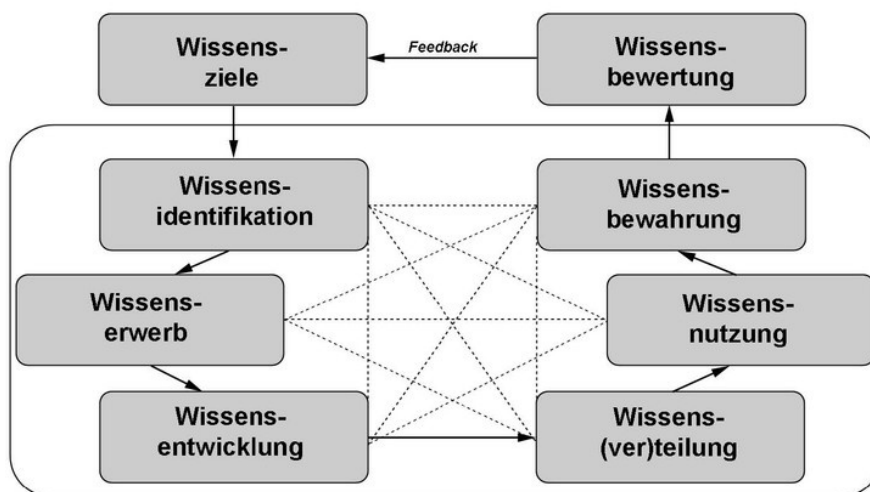 Wissens-
ziele
Feedback
Wissens-
bewertung
Wissens-
identifikation
Wissens-
bewahrung
Wissens-
erwerb
Wissens-
nutzung
Wissens-
entwicklung
Wissens-
(ver)teilung